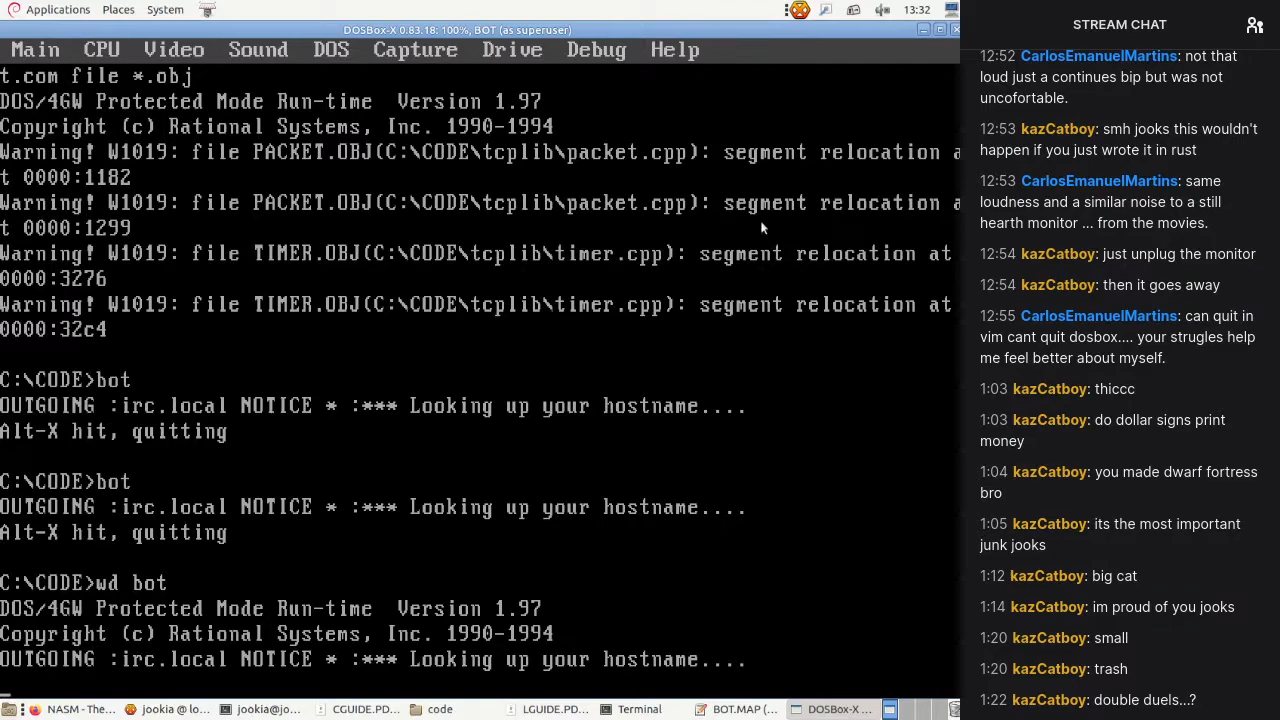 Applications Places System 13:32
DOSBox-X 0.83.18: 100%, BOT (as superuser)
Main CPU Video Sound DOS Capture Drive Debug Help
t.com file *.obj
DOS/4GW Protected Mode Run-time Version 1.97
Copyright (c) Rational Systems, Inc. 1990-1994
Warning! W1019: file PACKET.OBJ(C:\CODE\tcplib\packet.cpp): segment relocation a
t 0000:1182
Warning! W1019: file PACKET.OBJ(C:\CODE\tcplib\packet.cpp): segment relocation a
t 0000:1299
Warning! W1019: file TIMER.OBJ(C:\CODE\tcplib\timer.cpp): segment relocation at
0000:3276
Warning! W1019: file TIMER.OBJ(C:\CODE\tcplib\timer.cpp): segment relocation at
0000:32c4
C:\CODE>bot
OUTGOING :irc.local NOTICE * :*** Looking up your hostname....
Alt-X hit, quitting
C:\CODE>bot
OUTGOING :irc.local NOTICE * :*** Looking up your hostname....
Alt-X hit, quitting
C:\CODE>wd bot
DOS/4GW Protected Mode Run-time Version 1.97
Copyright (c) Rational Systems, Inc. 1990-1994
OUTGOING :irc.local NOTICE * :*** Looking up your hostname....
NASM - The... jookia @ lo... jookia@jo... CGUIDE.PD... code LGUIDE.PD... Terminal BOT.MAP (... DOSBox-X ...
STREAM CHAT
12:52 CarlosEmanuelMartins: not that
loud just a continues bip but was not
uncofortable.
12:53 kazCatboy: smh jooks this wouldn't
happen if you just wrote it in rust
12:53 CarlosEmanuelMartins: same
loudness and a similar noise to a still
hearth monitor ... from the movies.
12:54 kazCatboy: just unplug the monitor
12:54 kazCatboy: then it goes away
12:55 CarlosEmanuelMartins: can quit in
vim cant quit dosbox.... your strugles help
me feel better about myself.
1:03 kazCatboy: thiccc
1:03 kazCatboy: do dollar signs print
money
1:04 kazCatboy: you made dwarf fortress
bro
1:05 kazCatboy: its the most important
junk jooks
1:12 kazCatboy: big cat
1:14 kazCatboy: im proud of you jooks
1:20 kazCatboy: small
1:20 kazCatboy: trash
1:22 kazCatboy: double duels...?